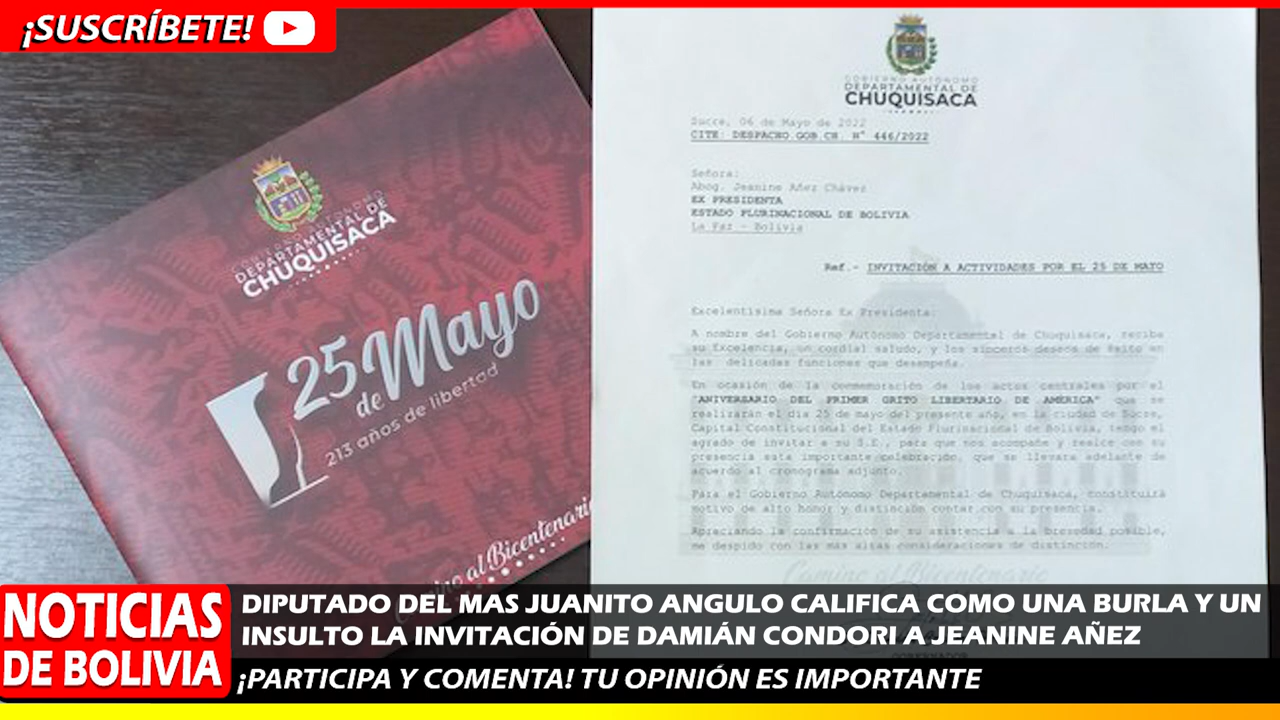 ¡SUSCRÍBETE!
GOBIERNO AUTÓNOMO
DEPARTAMENTAL DE
CHUQUISACA
25 de Mayo
213 años de libertad
Camino al Bicentenario
GOBIERNO AUTÓNOMO
DEPARTAMENTAL DE
CHUQUISACA
Sucre, 06 de Mayo de 2022
CITE: DESPACHO.GOB.CH. N° 446/2022
Señora:
Abog. Jeanine Añez Chávez
EX PRESIDENTA
ESTADO PLURINACIONAL DE BOLIVIA
La Paz - Bolivia
Ref.- INVITACIÓN A ACTIVIDADES POR EL 25 DE MAYO
Excelentísima Señora Ex Presidenta:
A nombre del Gobierno Autónomo Departamental de Chuquisaca, reciba
su Excelencia, un cordial saludo, y los sinceros deseos de éxito en
las delicadas funciones que desempeña.
En ocasión de la conmemoración de los actos centrales por el
"ANIVERSARIO DEL PRIMER GRITO LIBERTARIO DE AMÉRICA" que se
realizarán el día 25 de mayo del presente año, en la ciudad de Sucre,
Capital Constitucional del Estado Plurinacional de Bolivia, tengo el
agrado de invitar a su S.E., para que nos acompañe y realce con su
presencia esta importante celebración, que se llevara adelante de
acuerdo al cronograma adjunto.
Para el Gobierno Autónomo Departamental de Chuquisaca, constituirá
motivo de alto honor y distinción contar con su presencia.
Apreciando la confirmación de su asistencia a la brevedad posible,
me despido con las más altas consideraciones de distinción.
Camino Bicentenario
GOBERNADOR
NOTICIAS
DE BOLIVIA
DIPUTADO DEL MAS JUANITO ANGULO CALIFICA COMO UNA BURLA Y UN
INSULTO LA INVITACIÓN DE DAMIÁN CONDORI A JEANINE AÑEZ
¡PARTICIPA Y COMENTA! TU OPINIÓN ES IMPORTANTE